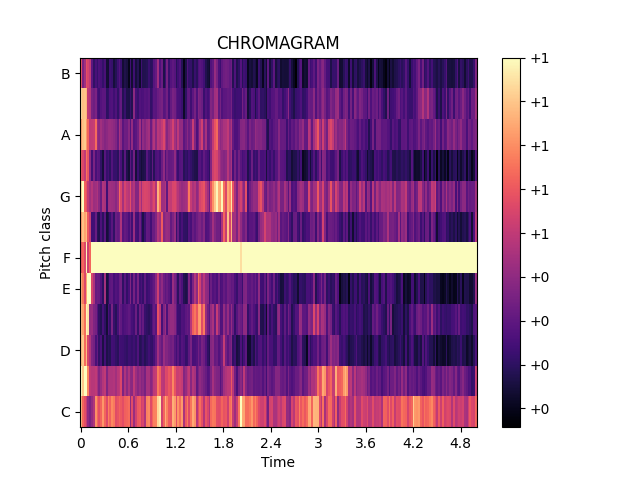 CHROMAGRAM
Pitch class
B
A
G
F
E
D
C
0 0.6 1.2 1.8 2.4 3 3.6 4.2 4.8
Time
+1
+1
+1
+1
+1
+0
+0
+0
+0